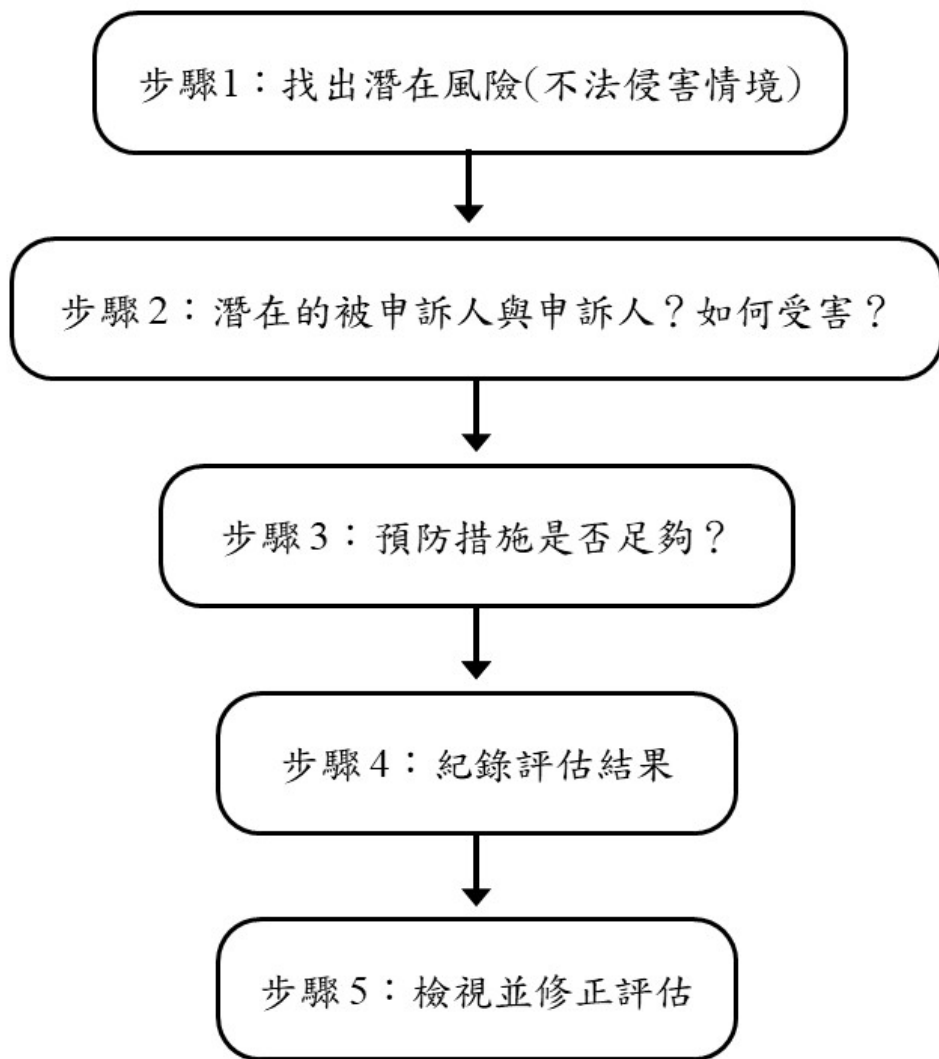 步驟1：找出潛在風險(不法侵害情境)
步驟2：潛在的被申訴人與申訴人？如何受害？
步驟3：預防措施是否足夠？
步驟4：紀錄評估結果
步驟5：檢視並修正評估